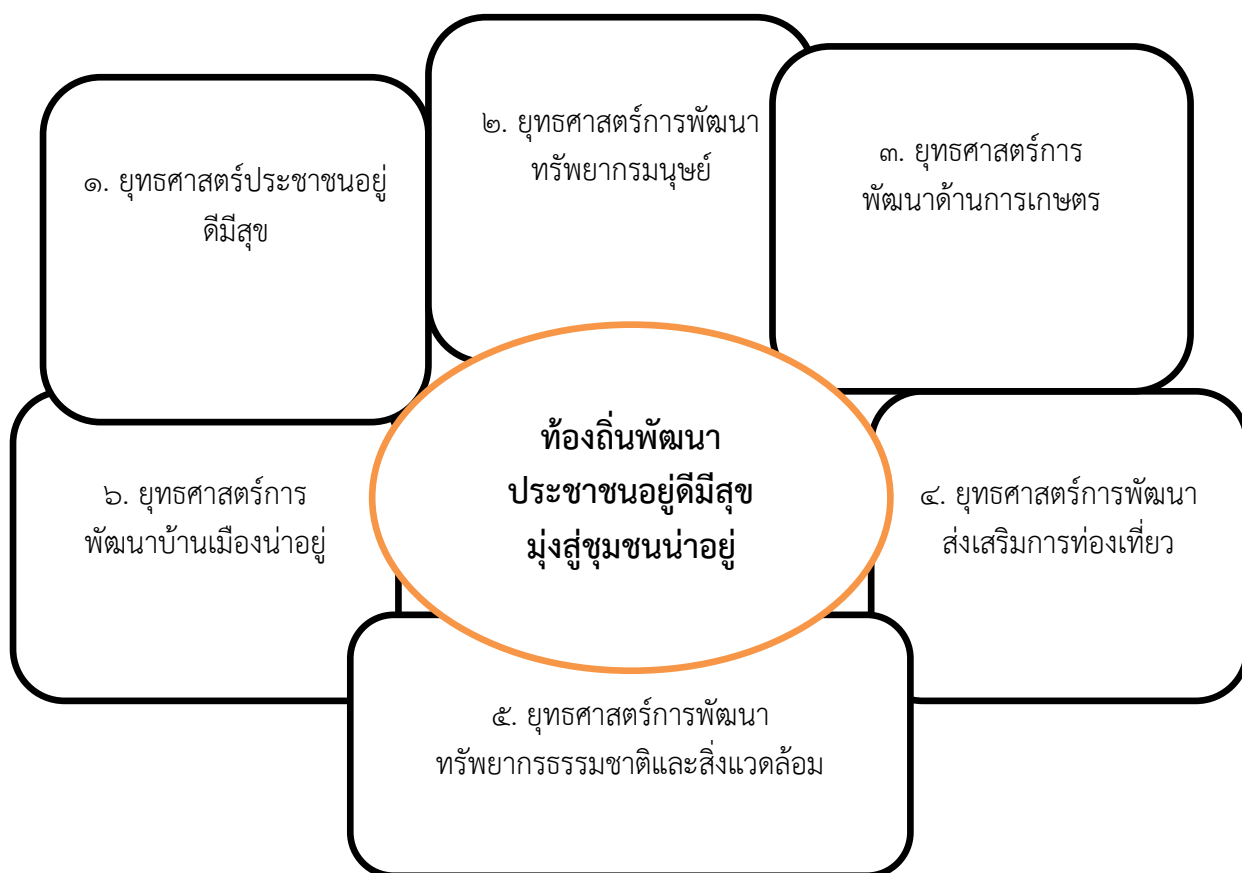 ๑. ยุทธศาสตร์ประชาชนอยู่
ดีมีสุข
๒. ยุทธศาสตร์การพัฒนา
ทรัพยากรมนุษย์
๓. ยุทธศาสตร์การ
พัฒนาด้านการเกษตร
ท้องถิ่นพัฒนา
ประชาชนอยู่ดีมีสุข
มุ่งสู่ชุมชนน่าอยู่
๔. ยุทธศาสตร์การพัฒนา
ส่งเสริมการท่องเที่ยว
๕. ยุทธศาสตร์การพัฒนา
ทรัพยากรธรรมชาติและสิ่งแวดล้อม
๖. ยุทธศาสตร์การ
พัฒนาบ้านเมืองน่าอยู่